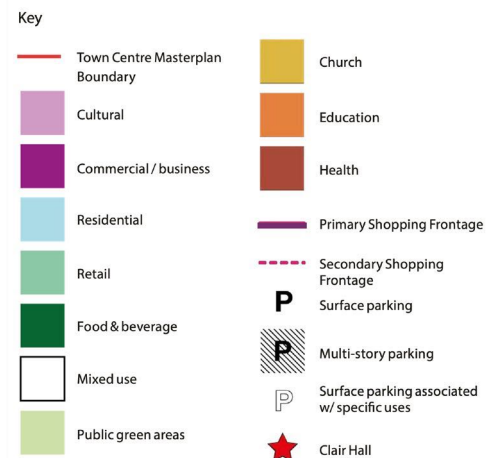 Key
Town Centre Masterplan
Boundary
Cultural
Commercial / business
Residential
Retail
Food & beverage
Mixed use
Public green areas
Church
Education
Health
Primary Shopping Frontage
Secondary Shopping
Frontage
P
Surface parking
P
Multi-story parking
P
Surface parking associated
w/ specific uses
Clair Hall